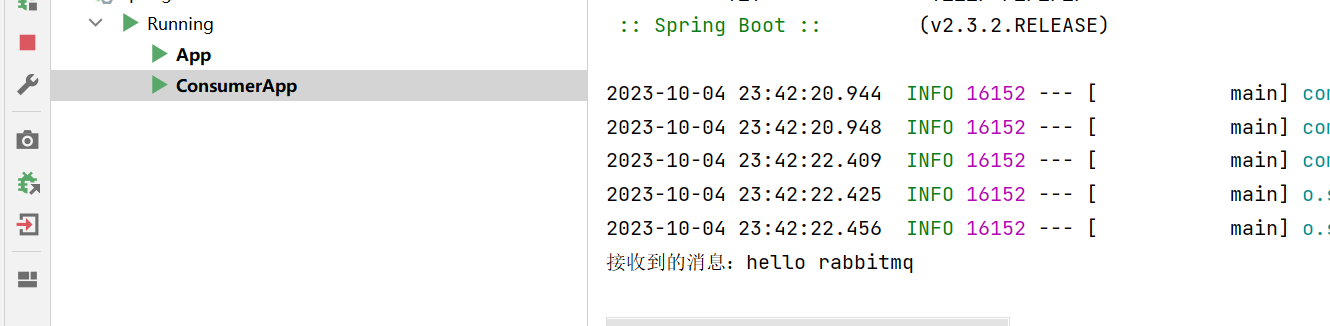 Running
App
ConsumerApp
:: Spring Boot :: (v2.3.2.RELEASE)
2023-10-04 23:42:20.944 INFO 16152 --- [ main]
2023-10-04 23:42:20.948 INFO 16152 --- [ main]
2023-10-04 23:42:22.409 INFO 16152 --- [ main]
2023-10-04 23:42:22.425 INFO 16152 --- [ main] o.s
2023-10-04 23:42:22.456 INFO 16152 --- [ main] o.s
接收到的消息：hello rabbitmq